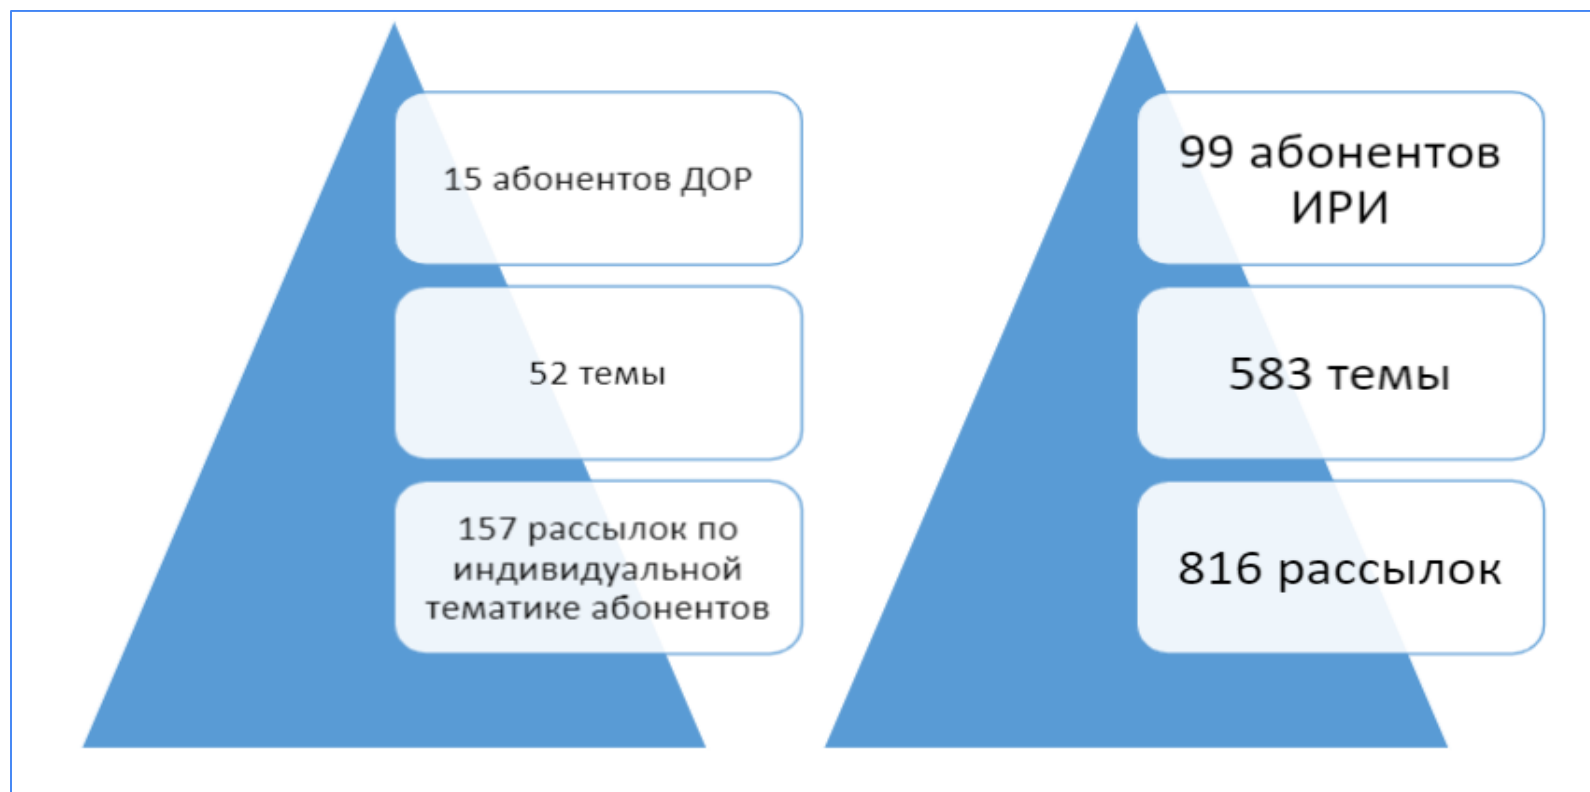 15 абонентов ДОР
52 темы
157 рассылок по
индивидуальной
тематике абонентов
99 абонентов
ИРИ
583 темы
816 рассылок